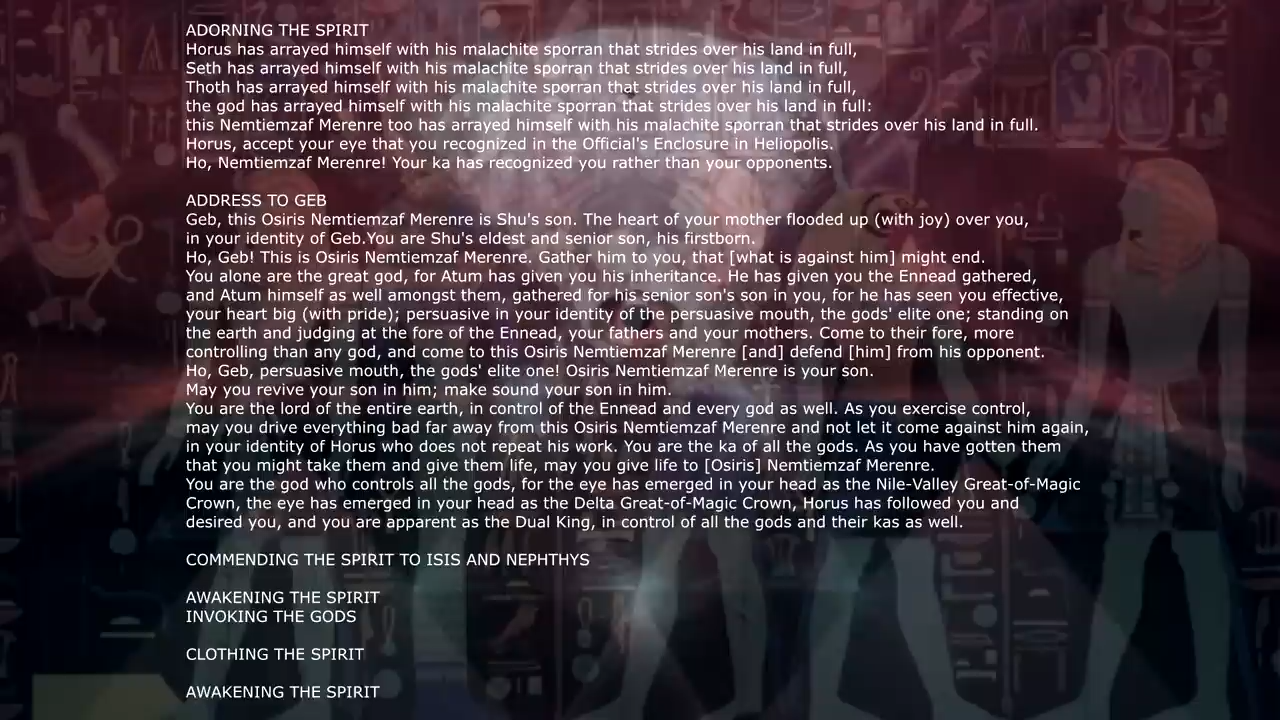 ADORNING THE SPIRIT
Horus has arrayed himself with his malachite sporran that strides over his land in full,
Seth has arrayed himself with his malachite sporran that strides over his land in full,
Thoth has arrayed himself with his malachite sporran that strides over his land in full,
the god has arrayed himself with his malachite sporran that strides over his land in full:
this Nemtiemzaf Merenre too has arrayed himself with his malachite sporran that strides over his land in full.
Horus, accept your eye that you recognized in the Official's Enclosure in Heliopolis.
Ho, Nemtiemzaf Merenre! Your ka has recognized you rather than your opponents.

ADDRESS TO GEB
Geb, this Osiris Nemtiemzaf Merenre is Shu's son. The heart of your mother flooded up (with joy) over you,
in your identity of Geb.You are Shu's eldest and senior son, his firstborn.
Ho, Geb! This is Osiris Nemtiemzaf Merenre. Gather him to you, that [what is against him] might end.
You alone are the great god, for Atum has given you his inheritance. He has given you the Ennead gathered,
and Atum himself as well amongst them, gathered for his senior son's son in you, for he has seen you effective,
your heart big (with pride); persuasive in your identity of the persuasive mouth, the gods' elite one; standing on
the earth and judging at the fore of the Ennead, your fathers and your mothers. Come to their fore, more
controlling than any god, and come to this Osiris Nemtiemzaf Merenre [and] defend [him] from his opponent.
Ho, Geb, persuasive mouth, the gods' elite one! Osiris Nemtiemzaf Merenre is your son.
May you revive your son in him; make sound your son in him.
You are the lord of the entire earth, in control of the Ennead and every god as well. As you exercise control,
may you drive everything bad far away from this Osiris Nemtiemzaf Merenre and not let it come against him again,
in your identity of Horus who does not repeat his work. You are the ka of all the gods. As you have gotten them
that you might take them and give them life, may you give life to [Osiris] Nemtiemzaf Merenre.
You are the god who controls all the gods, for the eye has emerged in your head as the Nile-Valley Great-of-Magic
Crown, the eye has emerged in your head as the Delta Great-of-Magic Crown, Horus has followed you and
desired you, and you are apparent as the Dual King, in control of all the gods and their kas as well.

COMMENDING THE SPIRIT TO ISIS AND NEPHTHYS

AWAKENING THE SPIRIT
INVOKING THE GODS

CLOTHING THE SPIRIT

AWAKENING THE SPIRIT